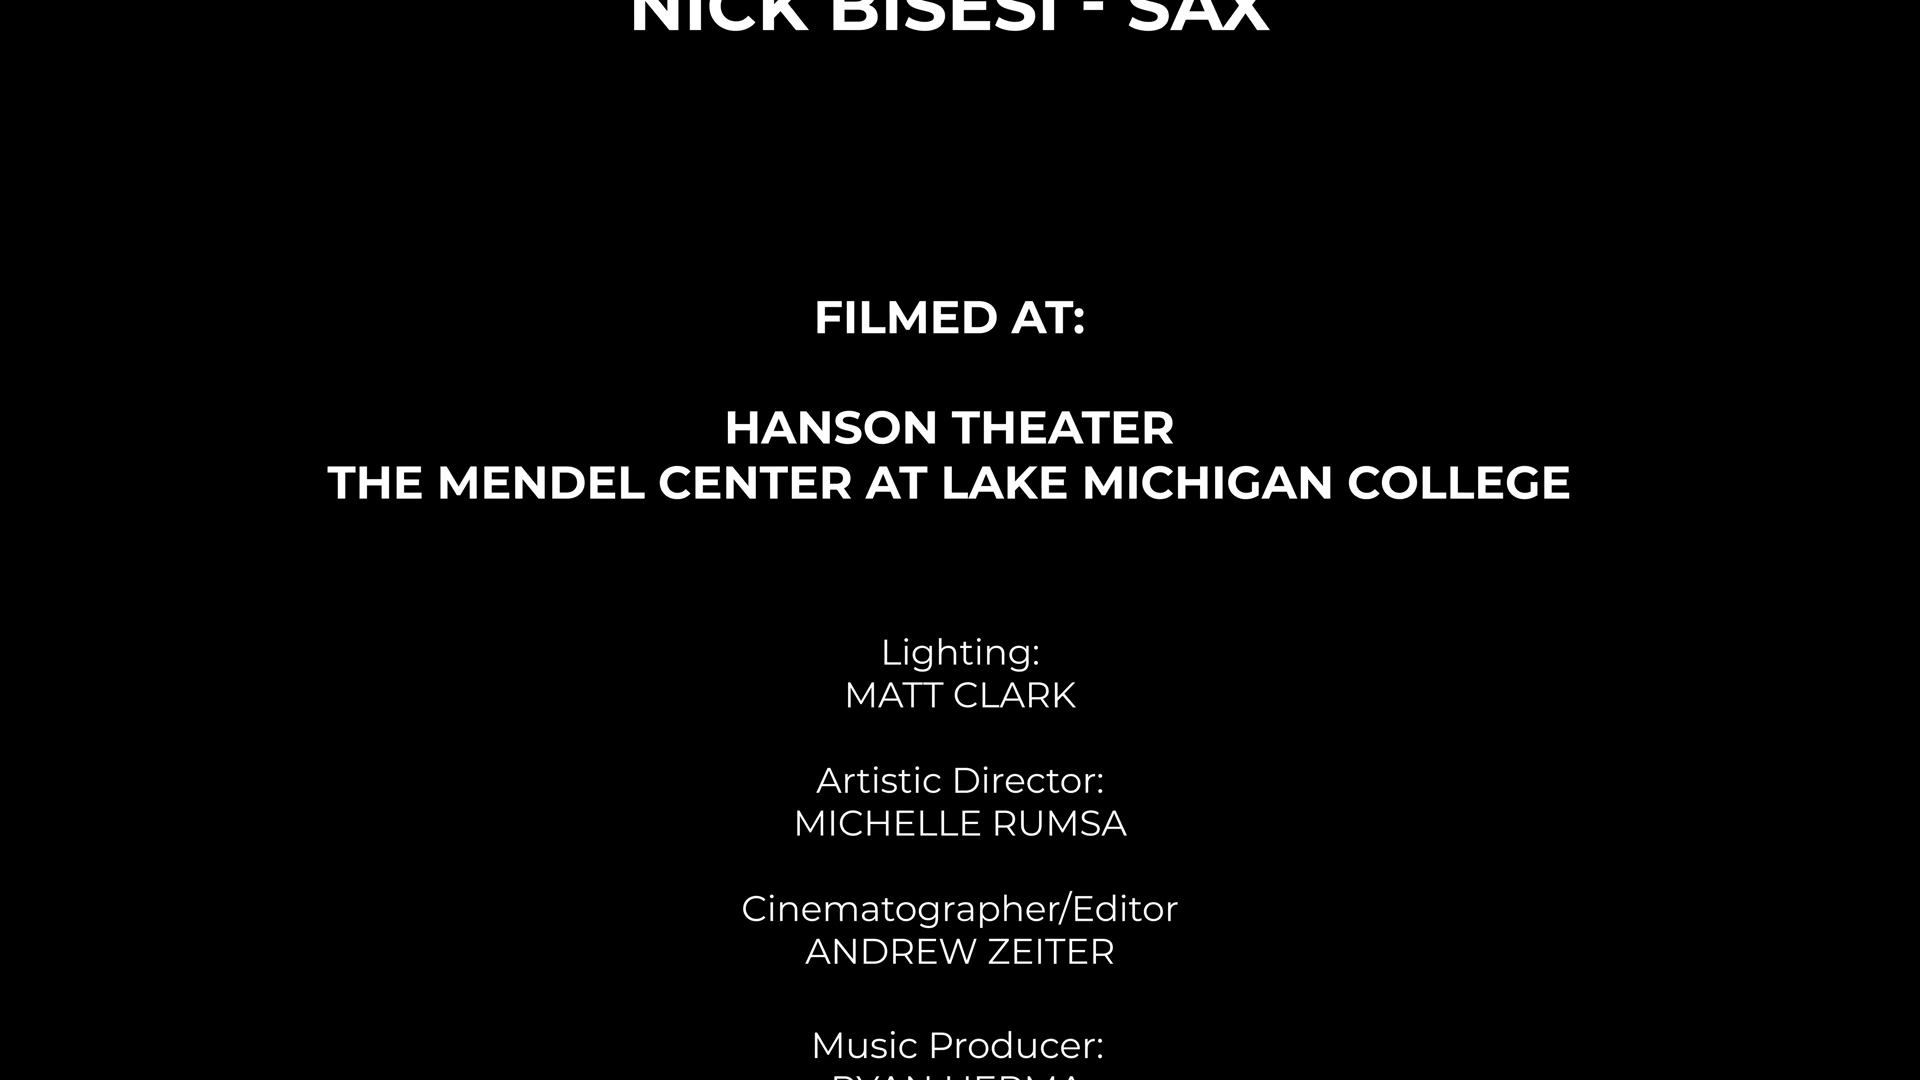 NICK BISESI - SAX
FILMED AT:
HANSON THEATER
THE MENDEL CENTER AT LAKE MICHIGAN COLLEGE
Lighting:
MATT CLARK
Artistic Director:
MICHELLE RUMSA
Cinematographer/Editor
ANDREW ZEITER
Music Producer:
RYAN